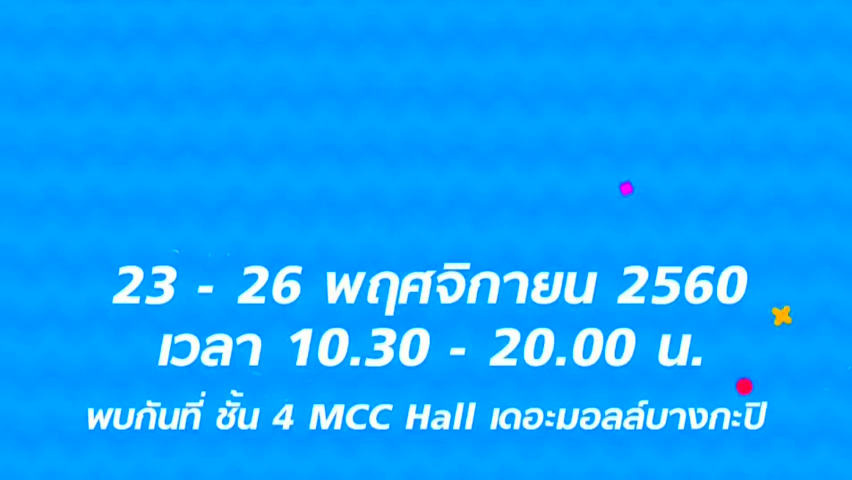 23 - 26 พฤศจิกายน 2560
เวลา 10.30 - 20.00 น.
พบกันที่ ชั้น 4 MCC Hall เดอะมอลล์บางกะปิ